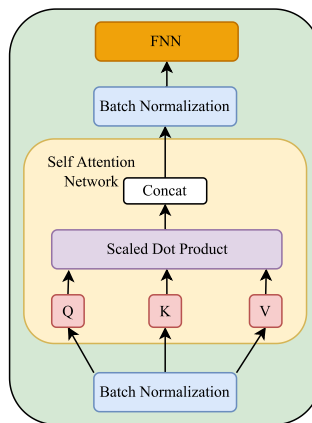 FNN
Batch Normalization
Self Attention
Network
Concat
Scaled Dot Product
Q
K
V
Batch Normalization